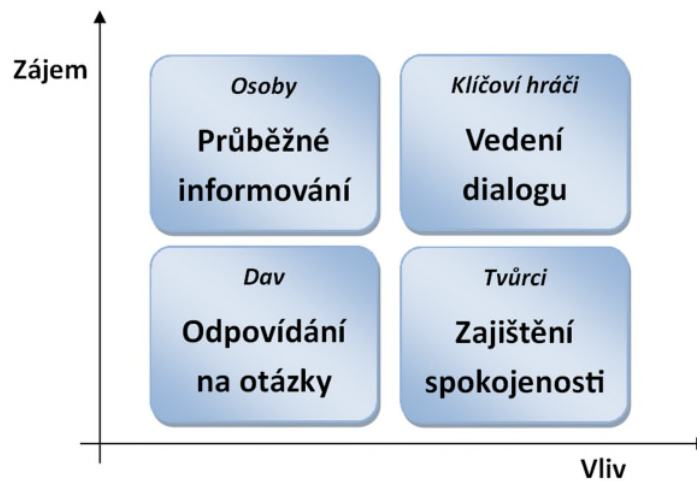 Zájem
Osoby
Průběžné
informování
Klíčoví hráči
Vedení
dialogu
Dav
Odpovídání
na otázky
Tvůrci
Zajištění
spokojenosti
Vliv